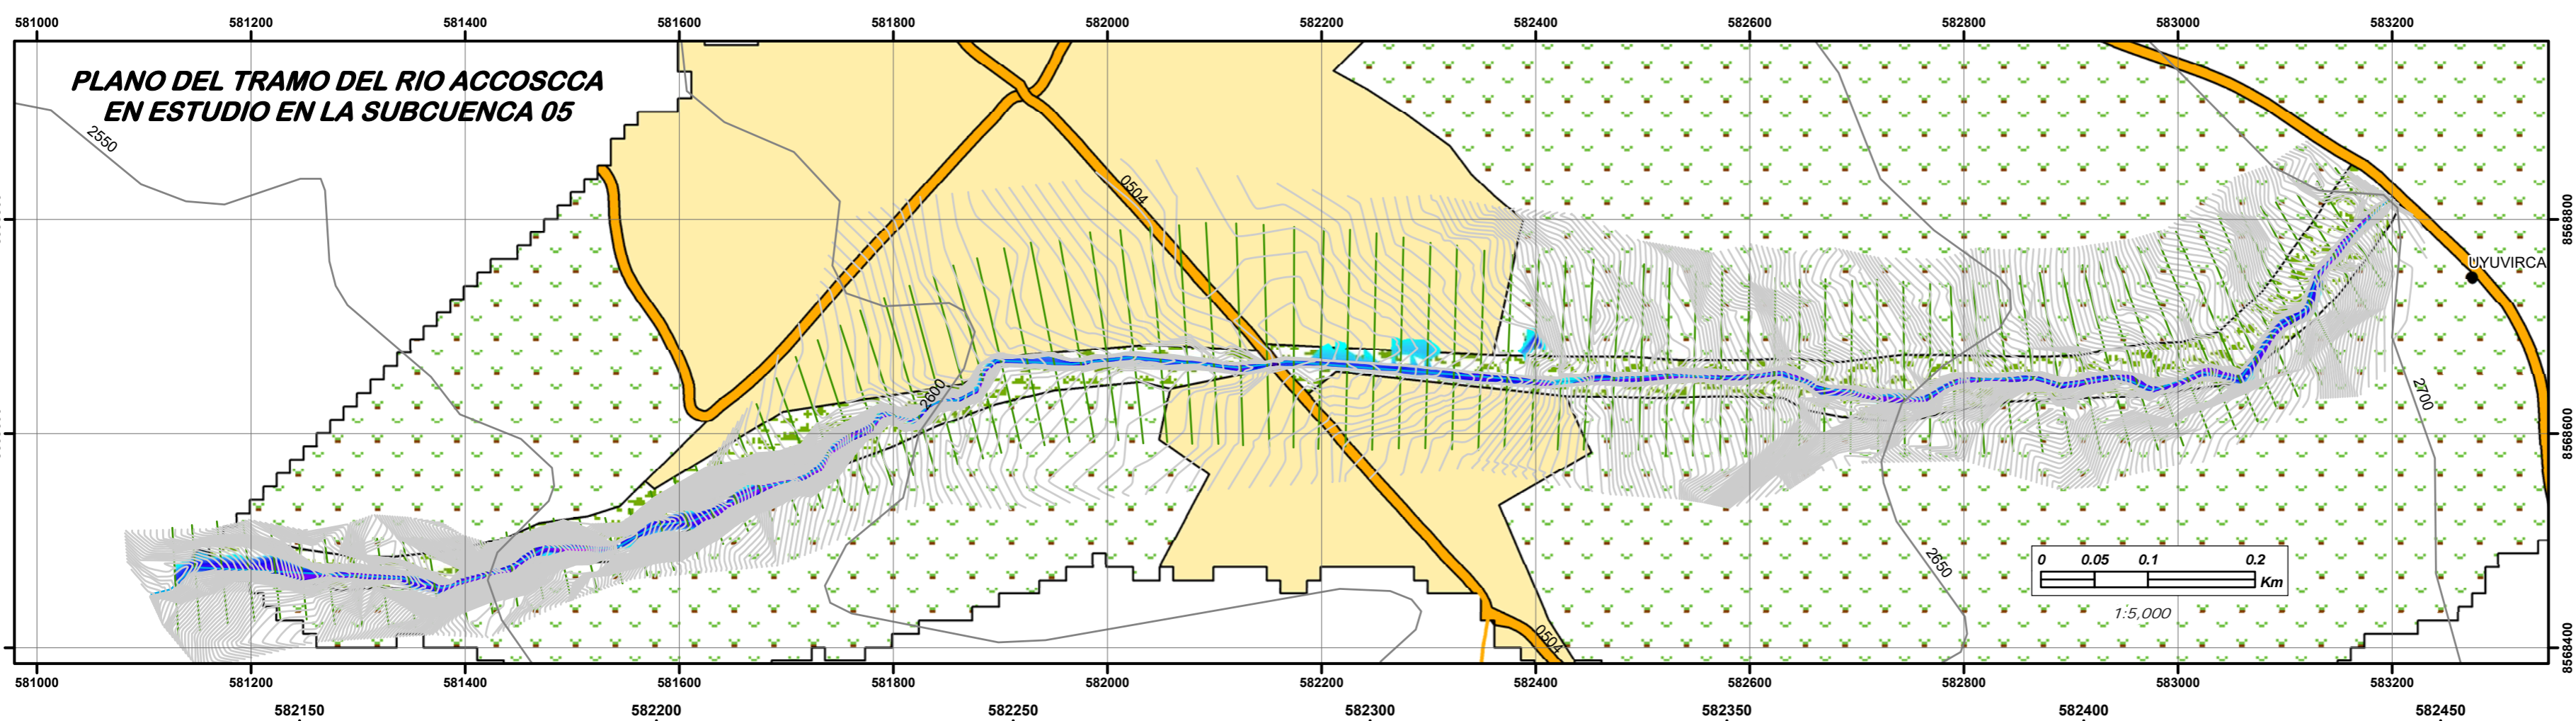 581000 581200 581400 581600 581800 582000 582200 582400 582600 582800 583000 583200
PLANO DEL TRAMO DEL RIO ACCOSCCA
EN ESTUDIO EN LA SUBCUENCA 05
2550
0504
8568800
UYUVIRCA
2600
2700
8568600
2650
0 0.05 0.1 0.2
Km
1:5,000
0504
8568400
581000 581200 581400 581600 581800 582000 582200 582400 582600 582800 583000 583200
582150 582200 582250 582300 582350 582400 582450